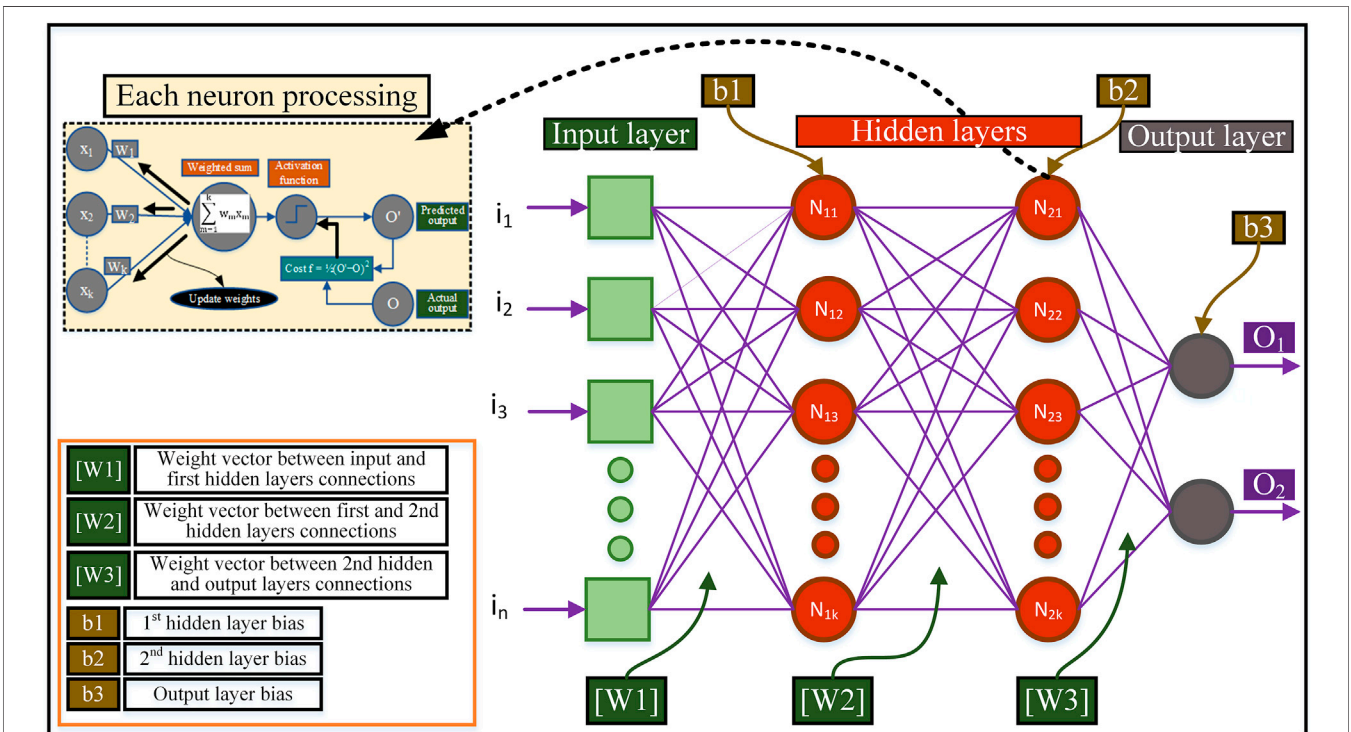 Each neuron processing
x1
W1
x2
W2
xk
Wk
Weighted sum
k
∑ wmxm
m=1
Activation
function
O'
Predicted
output
Cost f = ½(O'−O)²
O
Actual
output
Update weights
b1
b2
b3
Input layer
Hidden layers
Output layer
i1
i2
i3
in
N11
N12
N13
N1k
N21
N22
N23
N2k
O1
O2
[W1]
[W2]
[W3]
[W1]
Weight vector between input and
first hidden layers connections
[W2]
Weight vector between first and 2nd
hidden layers connections
[W3]
Weight vector between 2nd hidden
and output layers connections
b1
1st hidden layer bias
b2
2nd hidden layer bias
b3
Output layer bias